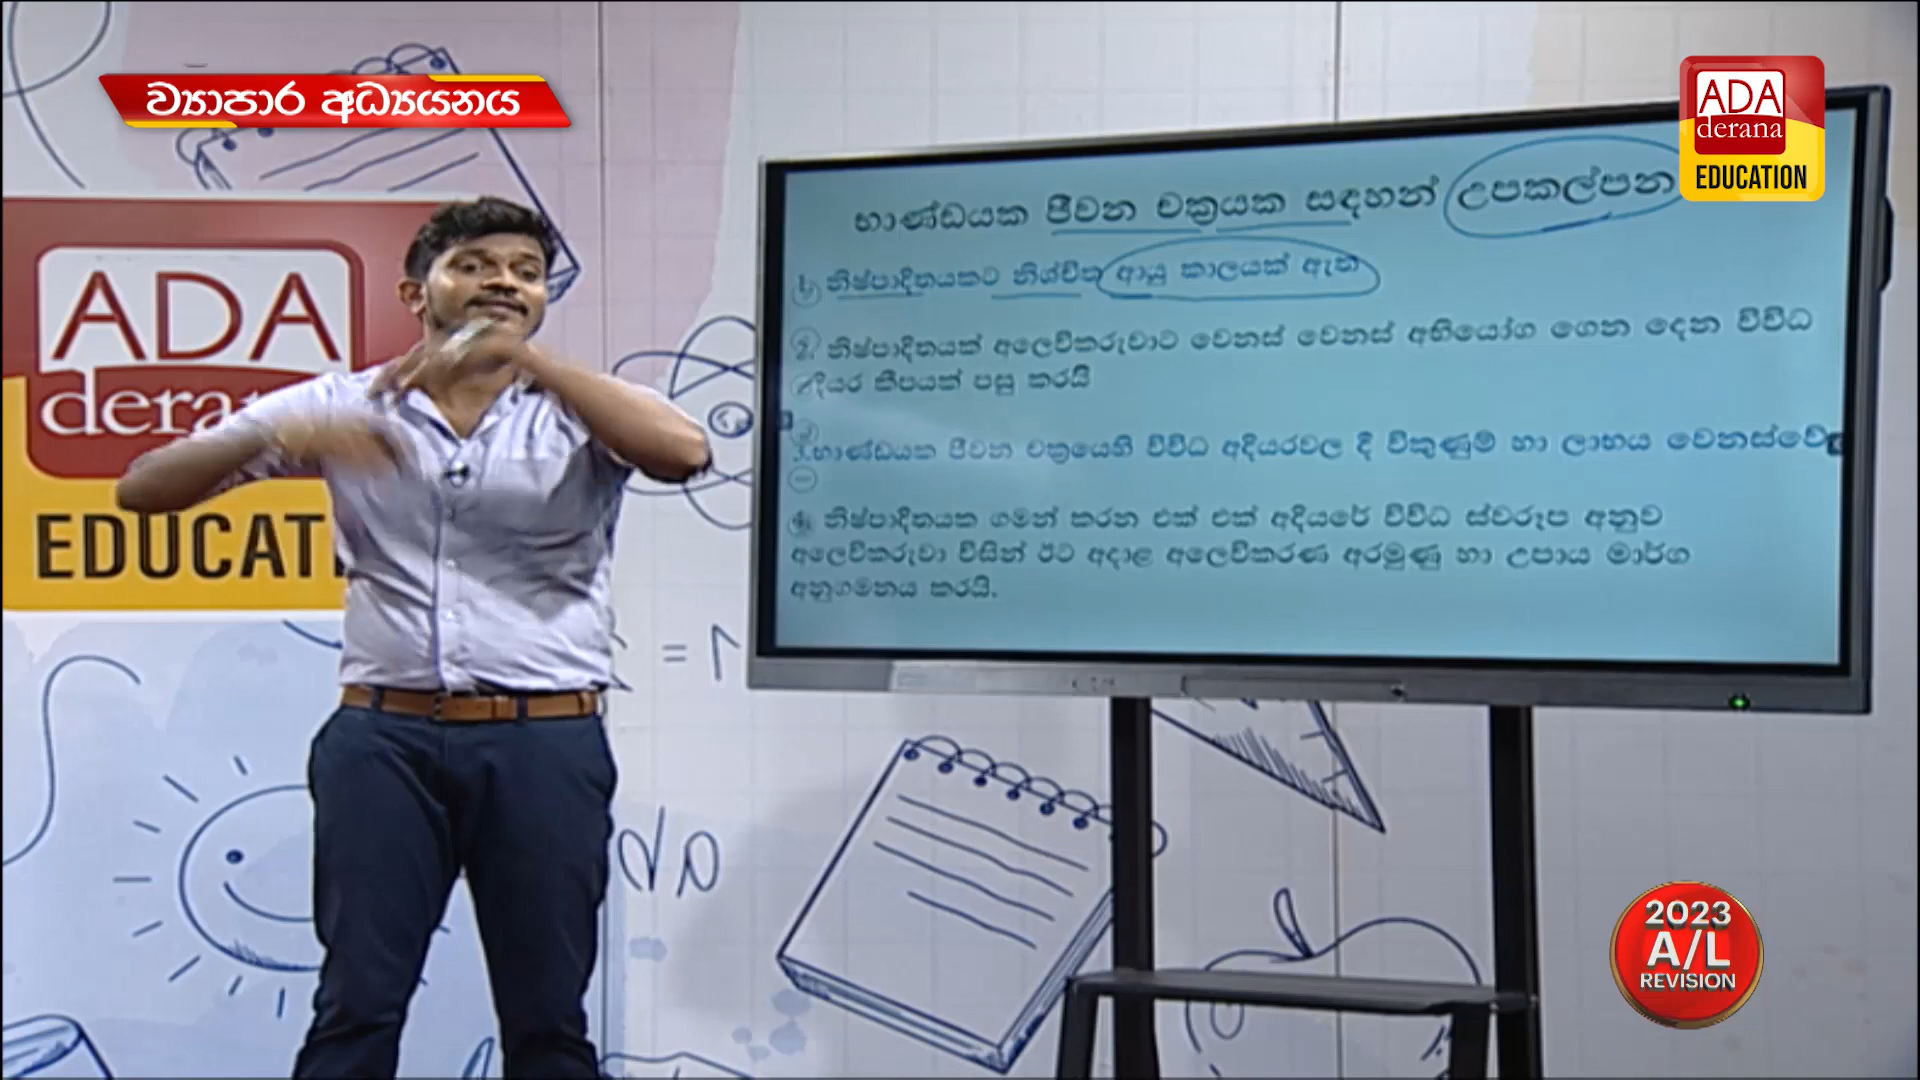 ව්‍යාපාර අධ්‍යයනය
ADA
derana
EDUCATION
ADA
EDUCATI
භාණ්ඩයක ජීවන චක්‍රයක සඳහන් උපකල්පන
1. නිෂ්පාදිතයකට නිශ්චිත ආයු කාලයක් ඇත
2. නිෂ්පාදිතයක් අලෙවිකරුවාට වෙනස් වෙනස් අභියෝග ගෙන දෙන විවිධ
අදියර කීපයක් පසු කරයි
3.භාණ්ඩයක ජීවන චක්‍රයෙහි විවිධ අදියරවල දී විකුණුම් හා ලාභය වෙනස්වේ
4. නිෂ්පාදිතයක ගමන් කරන එක් එක් අදියරේ විවිධ ස්වරූප අනුව
අලෙවිකරුවා විසින් ඊට අදාළ අලෙවිකරණ අරමුණු හා උපාය මාර්ග
අනුගමනය කරයි.
2023
A/L
REVISION